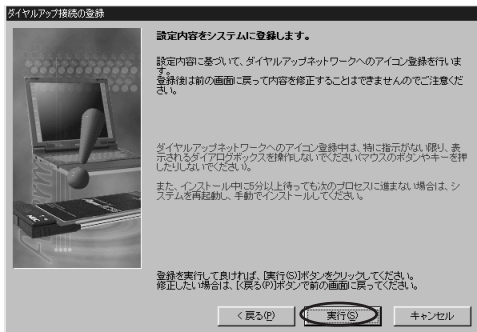 ダイヤルアップ接続の登録
設定内容をシステムに登録します。
設定内容に基づいて、ダイヤルアップネットワークへのアイコン登録を行いま
す。
登録後は前の画面に戻って内容を修正することはできませんのでご注意くだ
さい。
ダイヤルアップネットワークへのアイコン登録中は、特に指示がない限り、表
示されるダイアログボックスを操作しないでください(マウスのボタンやキーを押
したりしないでください)。
また、インストール中に5分以上待っても次のプロセスに進まない場合は、シ
ステムを再起動し、手動でインストールしてください。
登録を実行して良ければ、[実行(S)]ボタンをクリックしてください。
修正したい場合は、[<戻る(P)]ボタンで前の画面に戻ってください。
NEC
< 戻る(P)
実行(S)
キャンセル